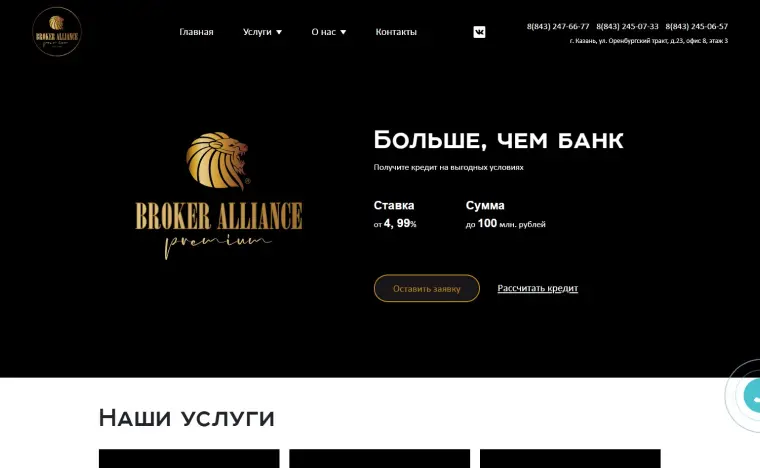 BROKER ALLIANCE
Главная
Услуги
О нас
Контакты
8(843) 247-66-77 8(843) 245-07-33 8(843) 245-06-57
г. Казань, ул. Оренбургский тракт, д.23, офис 8, этаж 3
BROKER ALLIANCE
premium
Больше, чем банк
Получите кредит на выгодных условиях
Ставка
от 4, 99%
Сумма
до 100 млн. рублей
Оставить заявку
Рассчитать кредит
Наши услуги